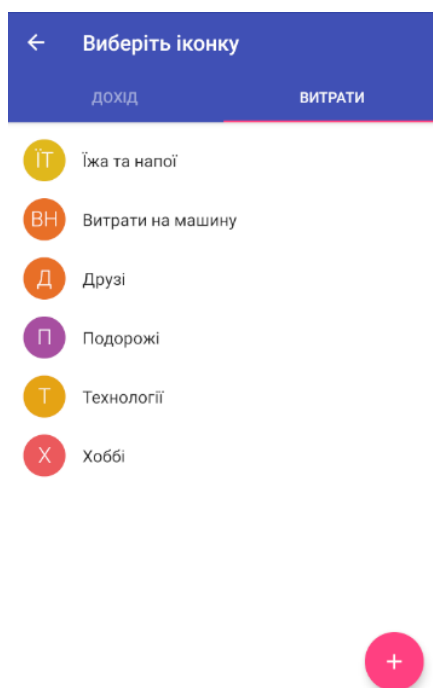 Виберіть іконку
ДОХІД
ВИТРАТИ
ЇТ
Їжа та напої
ВН
Витрати на машину
Д
Друзі
П
Подорожі
Т
Технології
Х
Хоббі
+